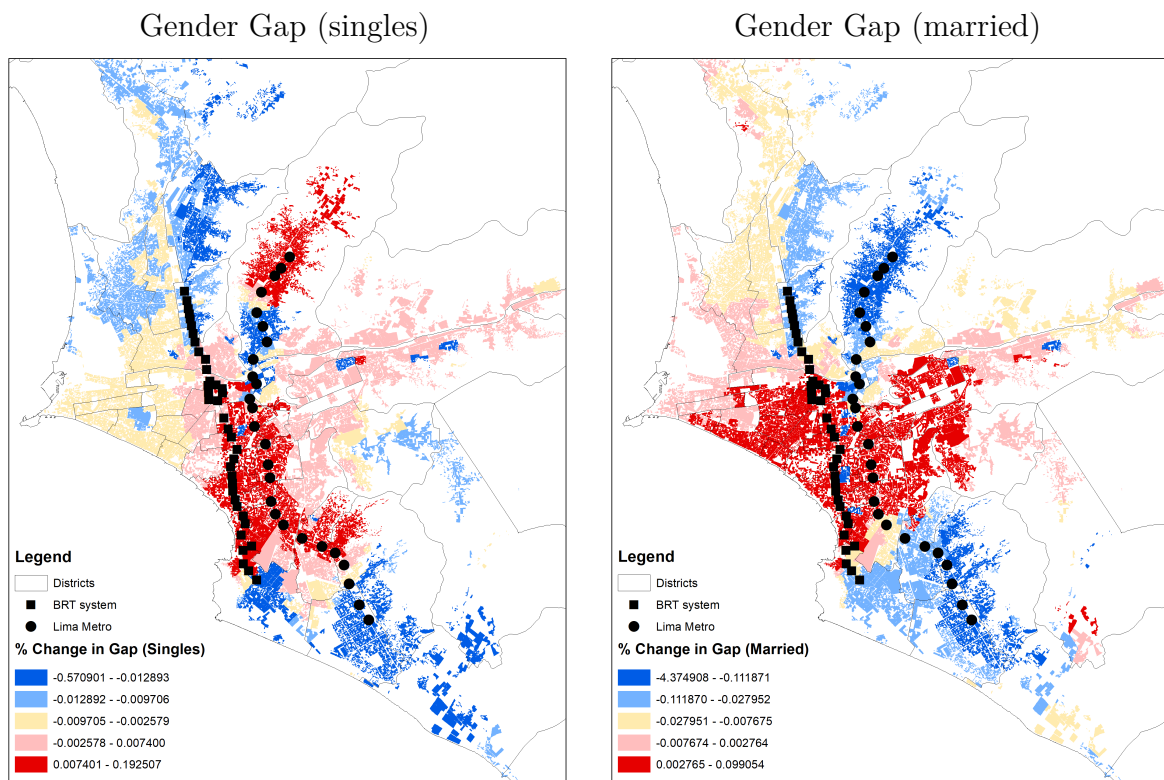 Gender Gap (singles)
Legend
Districts
BRT system
Lima Metro
% Change in Gap (Singles)
-0.570901 - -0.012893
-0.012892 - -0.009706
-0.009705 - -0.002579
-0.002578 - 0.007400
0.007401 - 0.192507
Gender Gap (married)
Legend
Districts
BRT system
Lima Metro
% Change in Gap (Married)
-4.374908 - -0.111871
-0.111870 - -0.027952
-0.027951 - -0.007675
-0.007674 - 0.002764
0.002765 - 0.099054